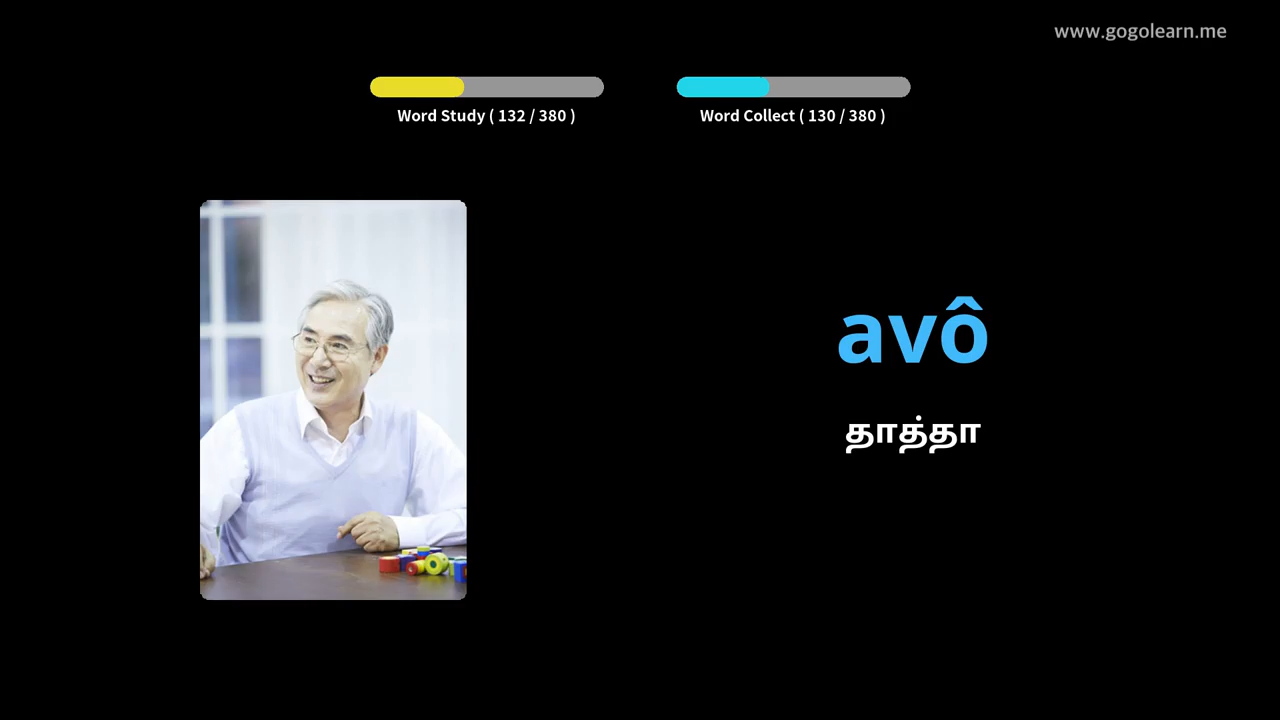 www.gogolearn.me
Word Study ( 132 / 380 )
Word Collect ( 130 / 380 )
avô
தாத்தா